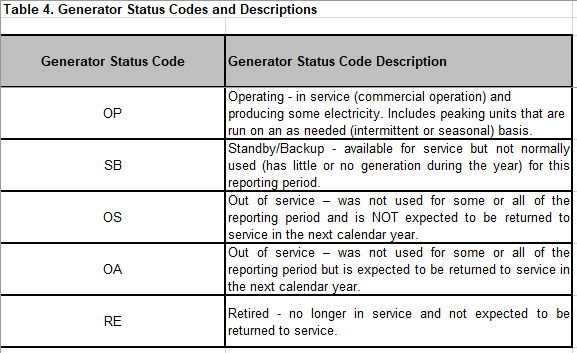 Table 4. Generator Status Codes and Descriptions
Generator Status Code
Generator Status Code Description
OP
Operating - in service (commercial operation) and
producing some electricity. Includes peaking units that are
run on an as needed (intermittent or seasonal) basis.
SB
Standby/Backup - available for service but not normally
used (has little or no generation during the year) for this
reporting period.
OS
Out of service – was not used for some or all of the
reporting period and is NOT expected to be returned to
service in the next calendar year.
OA
Out of service – was not used for some or all of the
reporting period but is expected to be returned to service in
the next calendar year.
RE
Retired - no longer in service and not expected to be
returned to service.